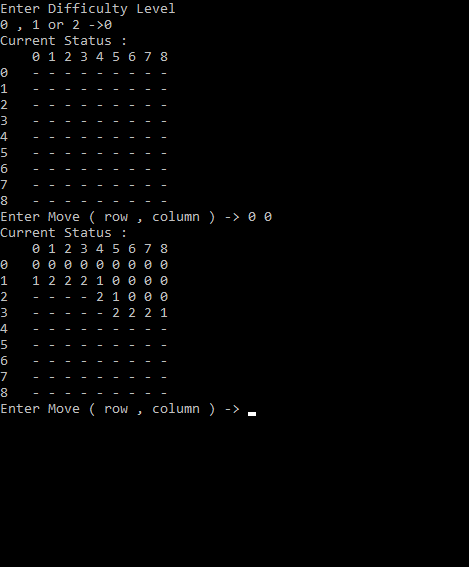 Enter Difficulty Level
0 , 1 or 2 ->0
Current Status :
    0 1 2 3 4 5 6 7 8
0   - - - - - - - - -
1   - - - - - - - - -
2   - - - - - - - - -
3   - - - - - - - - -
4   - - - - - - - - -
5   - - - - - - - - -
6   - - - - - - - - -
7   - - - - - - - - -
8   - - - - - - - - -
Enter Move ( row , column ) -> 0 0
Current Status :
    0 1 2 3 4 5 6 7 8
0   0 0 0 0 0 0 0 0 0
1   1 2 2 2 1 0 0 0 0
2   - - - - 2 1 0 0 0
3   - - - - - 2 2 2 1
4   - - - - - - - - -
5   - - - - - - - - -
6   - - - - - - - - -
7   - - - - - - - - -
8   - - - - - - - - -
Enter Move ( row , column ) ->